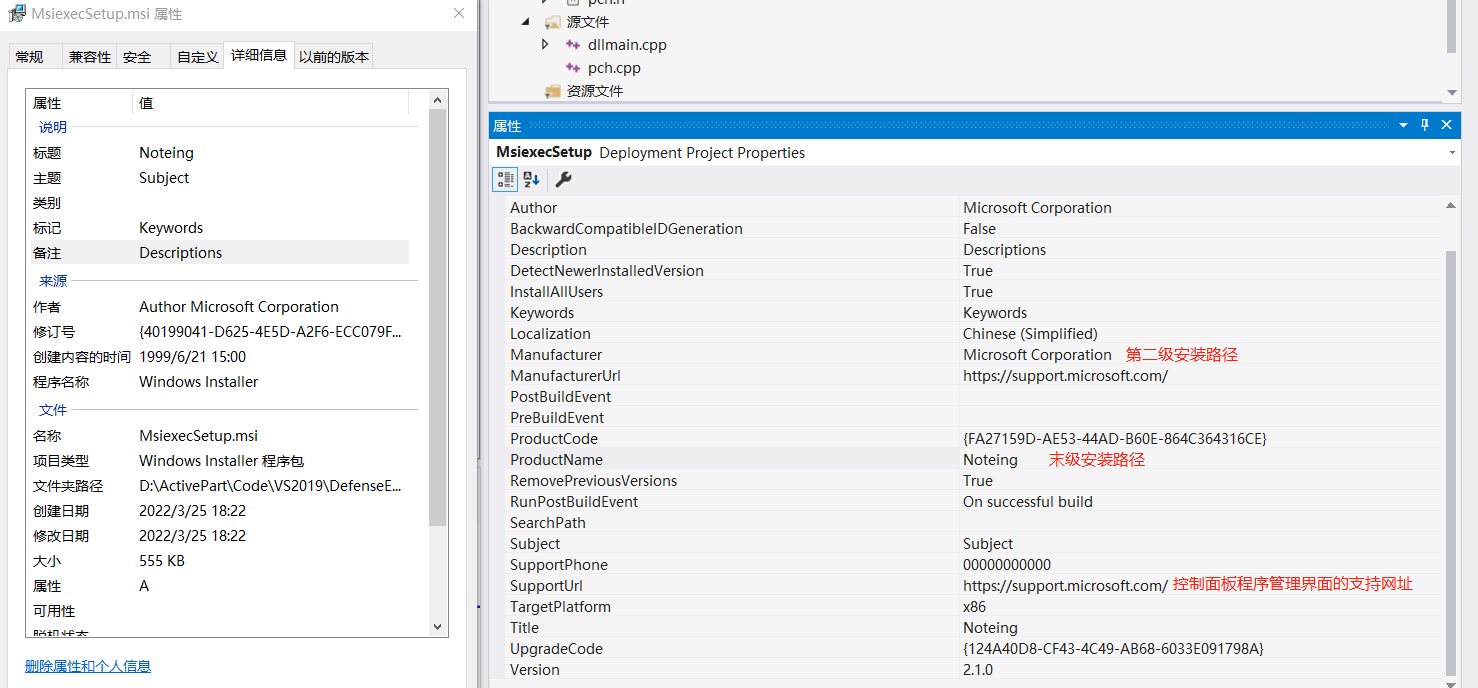 MsiexecSetup.msi 属性
常规 兼容性 安全 自定义 详细信息 以前的版本
属性 值
说明
标题 Noteing
主题 Subject
类别
标记 Keywords
备注 Descriptions
来源
作者 Author Microsoft Corporation
修订号 {40199041-D625-4E5D-A2F6-ECC079F...
创建内容的时间 1999/6/21 15:00
程序名称 Windows Installer
文件
名称 MsiexecSetup.msi
项目类型 Windows Installer 程序包
文件夹路径 D:\ActivePart\Code\VS2019\DefenseE...
创建日期 2022/3/25 18:22
修改日期 2022/3/25 18:22
大小 555 KB
属性 A
可用性
脱机状态
删除属性和个人信息
pch.h
源文件
dllmain.cpp
pch.cpp
资源文件
属性
MsiexecSetup Deployment Project Properties
Author Microsoft Corporation
BackwardCompatibleIDGeneration False
Description Descriptions
DetectNewerInstalledVersion True
InstallAllUsers True
Keywords Keywords
Localization Chinese (Simplified)
Manufacturer Microsoft Corporation 第二级安装路径
ManufacturerUrl https://support.microsoft.com/
PostBuildEvent
PreBuildEvent
ProductCode {FA27159D-AE53-44AD-B60E-864C364316CE}
ProductName Noteing 末级安装路径
RemovePreviousVersions True
RunPostBuildEvent On successful build
SearchPath
Subject Subject
SupportPhone 00000000000
SupportUrl https://support.microsoft.com/ 控制面板程序管理界面的支持网址
TargetPlatform x86
Title Noteing
UpgradeCode {124A40D8-CF43-4C49-AB68-6033E091798A}
Version 2.1.0